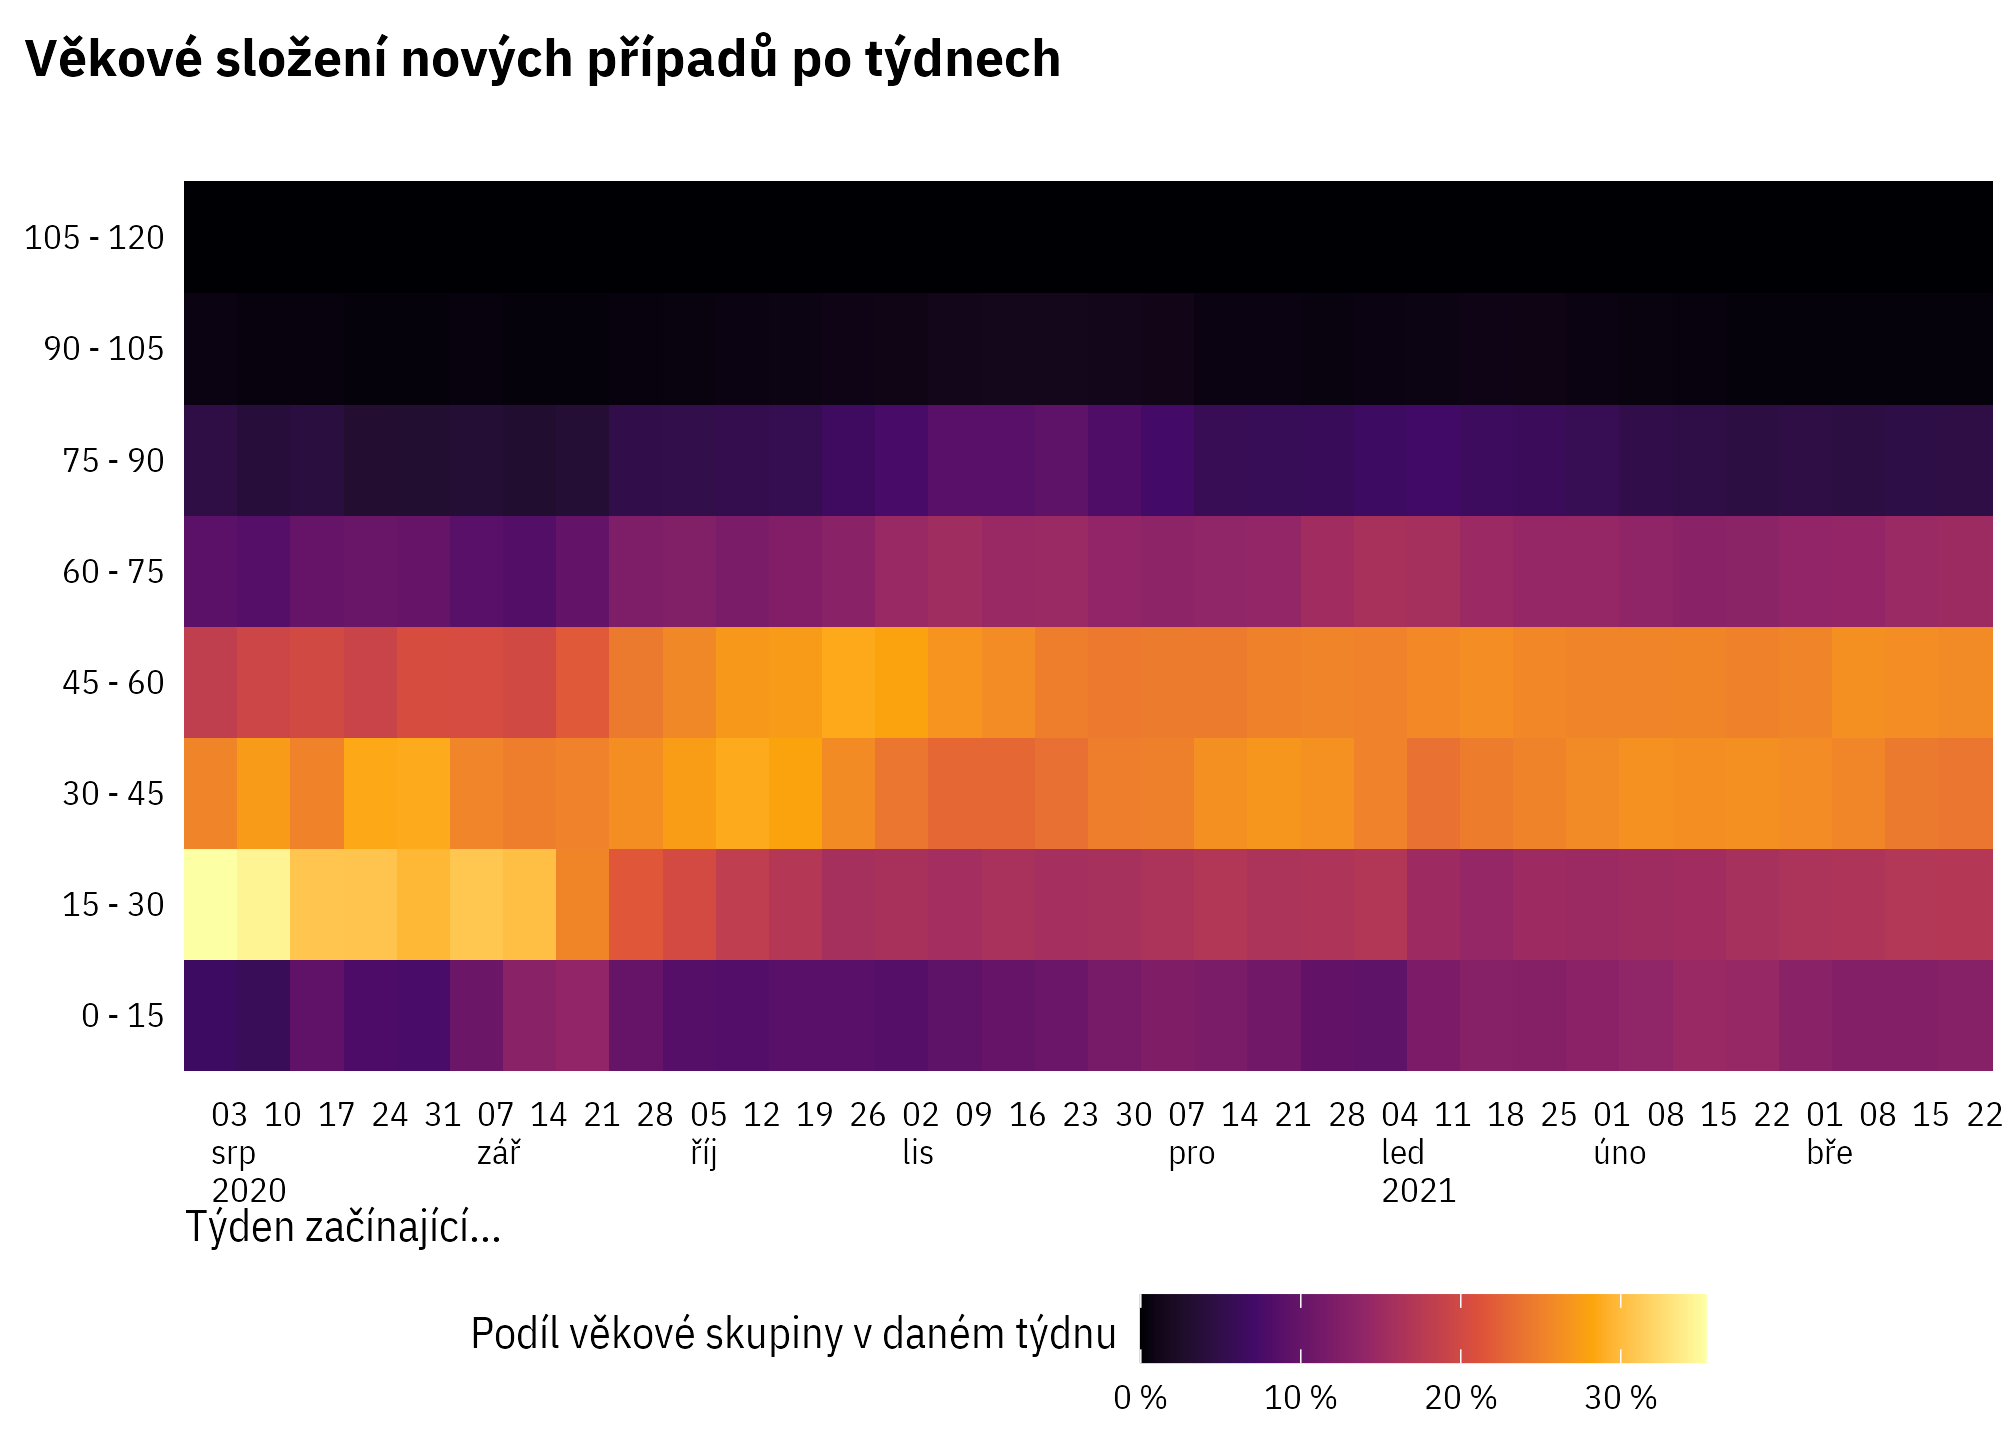 Věkové složení nových případů po týdnech
105 - 120
90 - 105
75 - 90
60 - 75
45 - 60
30 - 45
15 - 30
0 - 15
03 10 17 24 31 07 14 21 28 05 12 19 26 02 09 16 23 30 07 14 21 28 04 11 18 25 01 08 15 22 01 08 15 22
srp zář říj lis pro led úno bře
2020 2021
Týden začínající...
Podíl věkové skupiny v daném týdnu
0 % 10 % 20 % 30 %